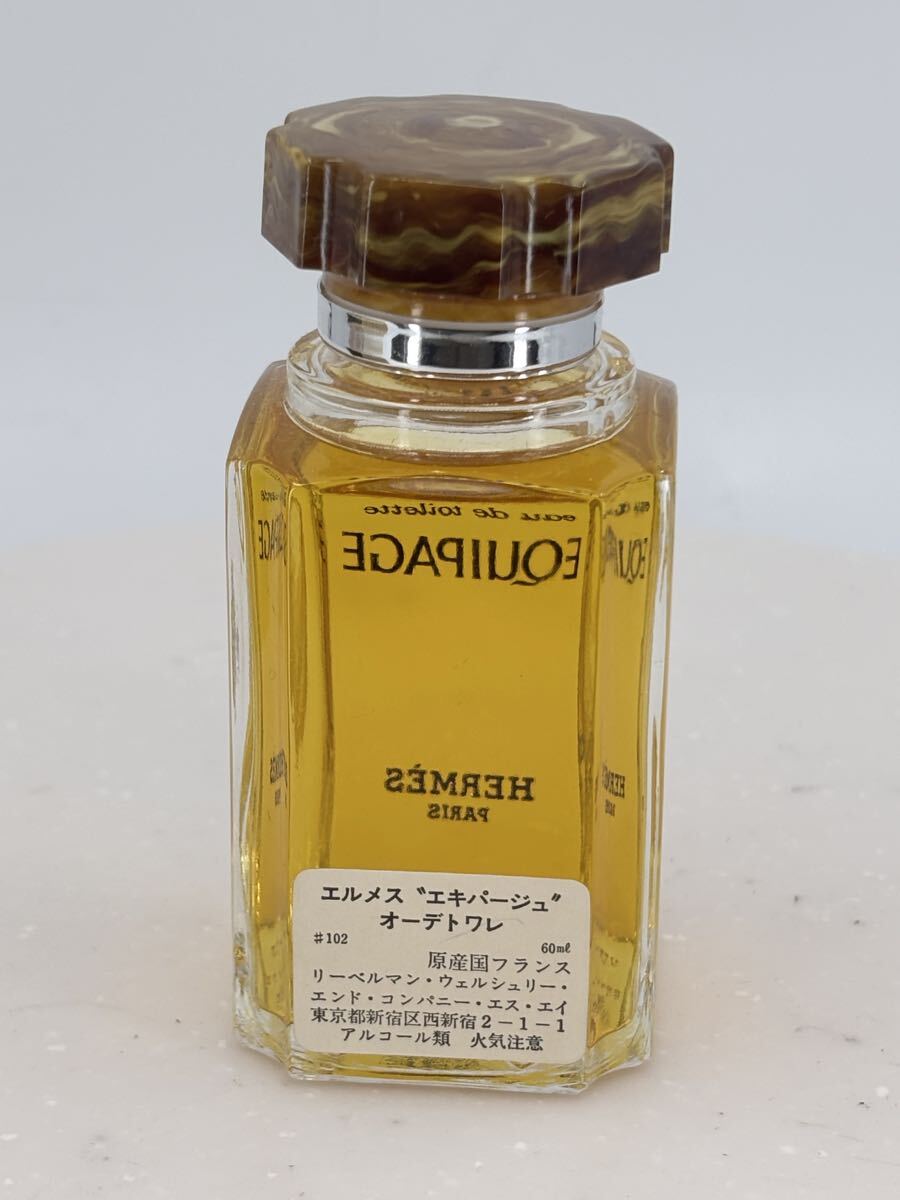 eau de toilette
EQUIPAGE
HERMÈS
PARIS
エルメス〝エキパージュ〟
オーデトワレ
#102 60ml
原産国フランス
リーベルマン・ウェルシュリー・
エンド・コンパニー・エス・エイ
東京都新宿区西新宿2-1-1
アルコール類 火気注意